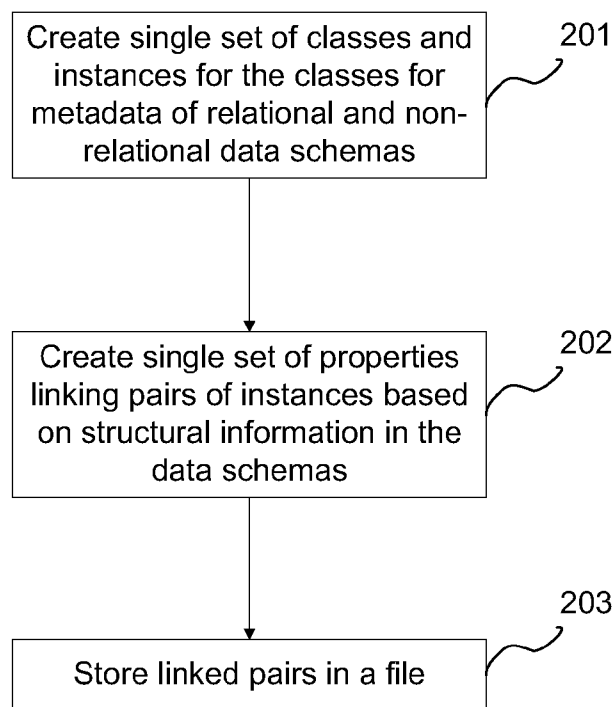 Create single set of classes and
instances for the classes for
metadata of relational and non-
relational data schemas
201
Create single set of properties
linking pairs of instances based
on structural information in the
data schemas
202
Store linked pairs in a file
203